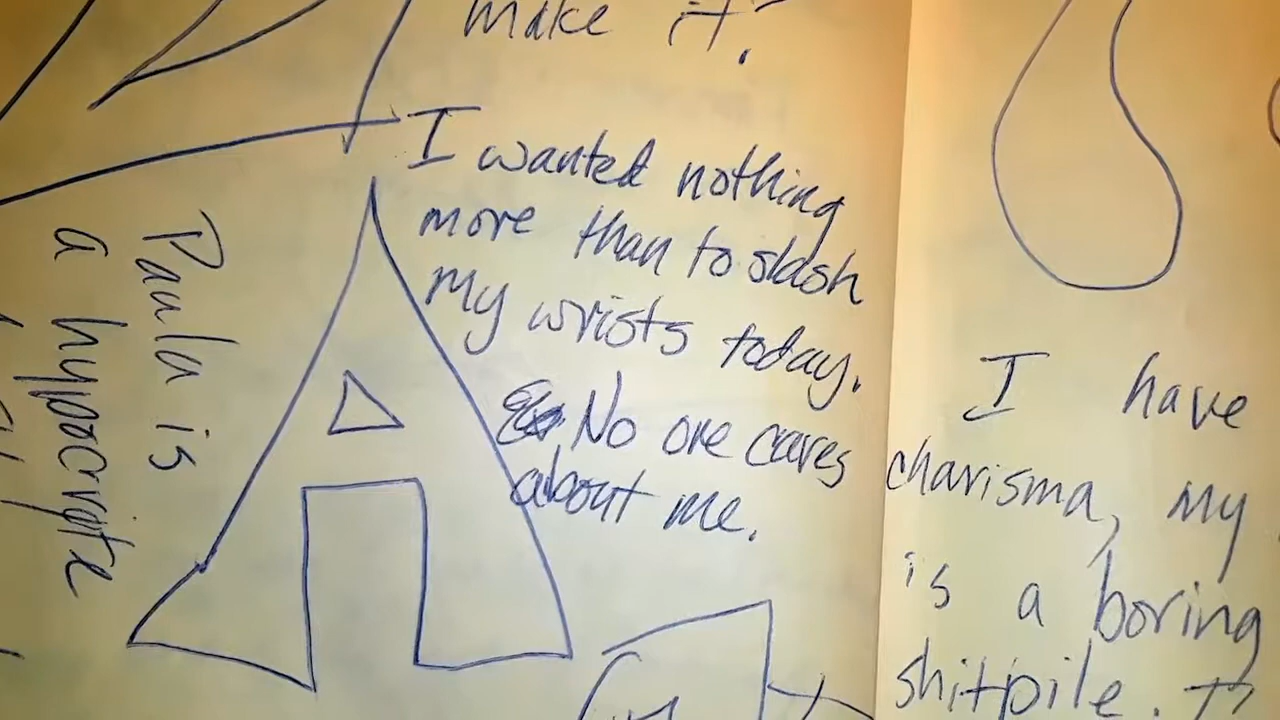 make it?
I wanted nothing
more than to slash
my wrists today.
No one cares
about me.
Paula is
a hypocrite
I have
charisma, my
is a boring
shitpile.